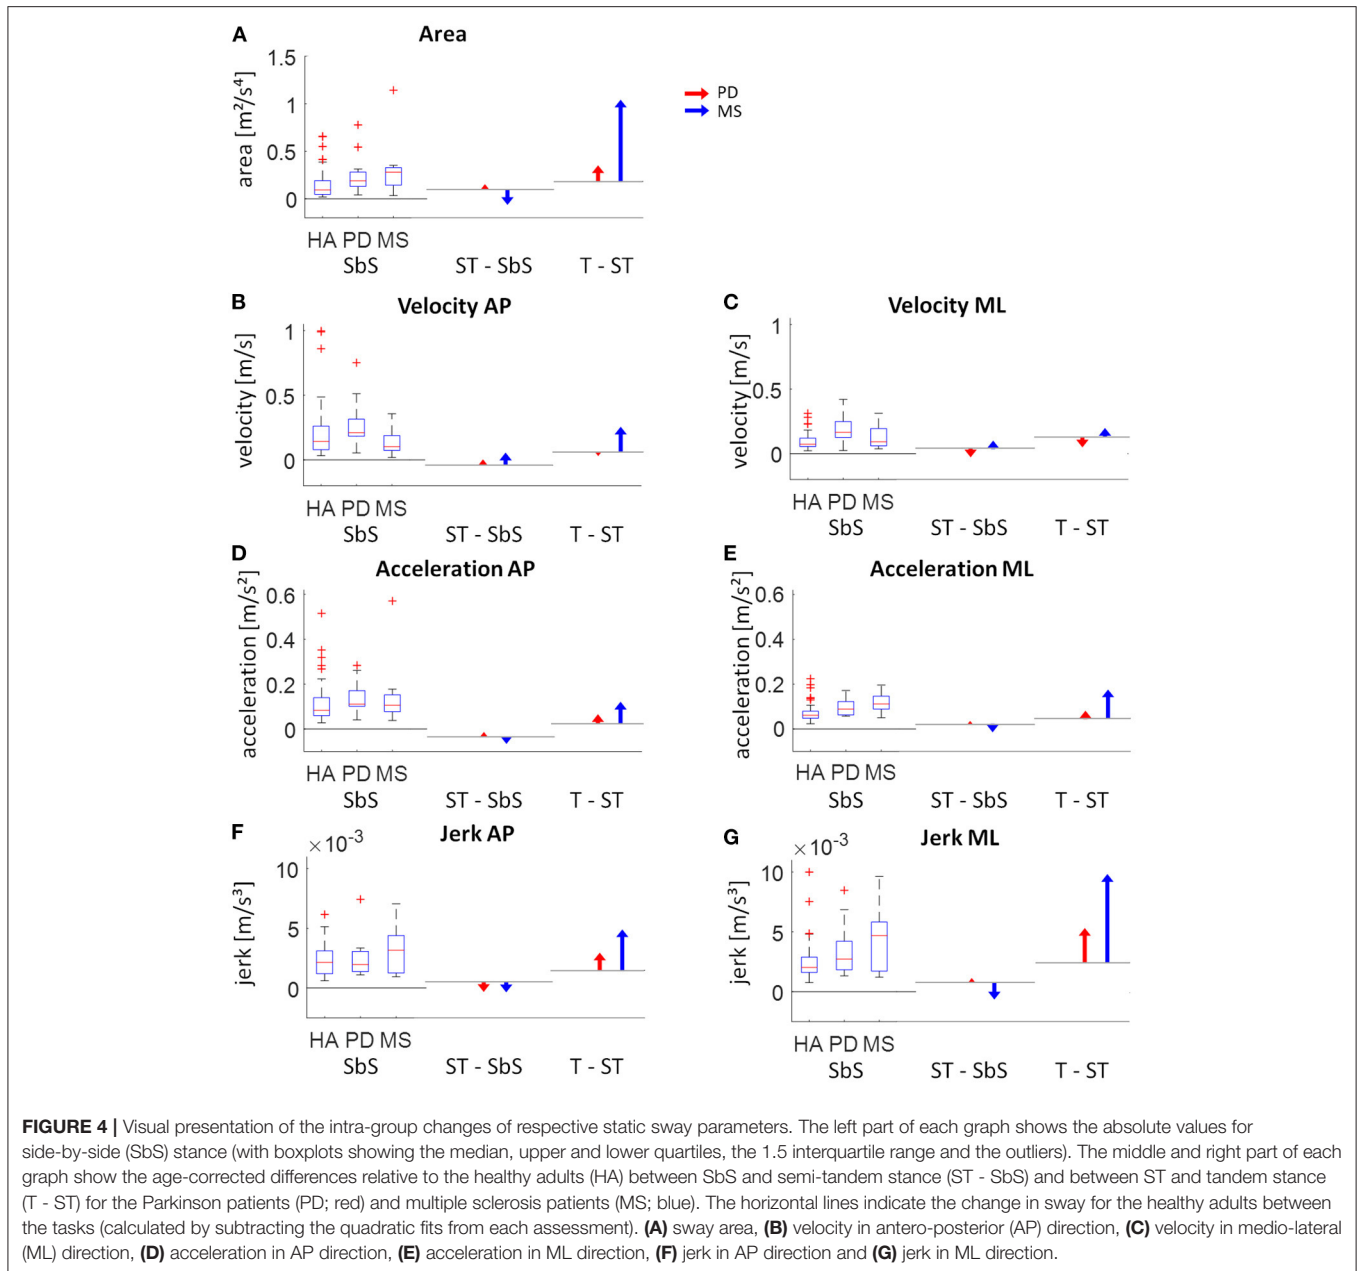 A Area
area [m²/s⁴]
1.5
1
0.5
0
PD
MS
HA PD MS
SbS ST - SbS T - ST
B Velocity AP
velocity [m/s]
1
0.5
0
HA PD MS
SbS ST - SbS T - ST
C Velocity ML
velocity [m/s]
1
0.5
0
HA PD MS
SbS ST - SbS T - ST
D Acceleration AP
acceleration [m/s²]
0.6
0.4
0.2
0
HA PD MS
SbS ST - SbS T - ST
E Acceleration ML
acceleration [m/s²]
0.6
0.4
0.2
0
HA PD MS
SbS ST - SbS T - ST
F Jerk AP
×10⁻³
jerk [m/s³]
10
5
0
HA PD MS
SbS ST - SbS T - ST
G Jerk ML
×10⁻³
jerk [m/s³]
10
5
0
HA PD MS
SbS ST - SbS T - ST
FIGURE 4 | Visual presentation of the intra-group changes of respective static sway parameters. The left part of each graph shows the absolute values for
side-by-side (SbS) stance (with boxplots showing the median, upper and lower quartiles, the 1.5 interquartile range and the outliers). The middle and right part of each
graph show the age-corrected differences relative to the healthy adults (HA) between SbS and semi-tandem stance (ST - SbS) and between ST and tandem stance
(T - ST) for the Parkinson patients (PD; red) and multiple sclerosis patients (MS; blue). The horizontal lines indicate the change in sway for the healthy adults between
the tasks (calculated by subtracting the quadratic fits from each assessment). (A) sway area, (B) velocity in antero-posterior (AP) direction, (C) velocity in medio-lateral
(ML) direction, (D) acceleration in AP direction, (E) acceleration in ML direction, (F) jerk in AP direction and (G) jerk in ML direction.